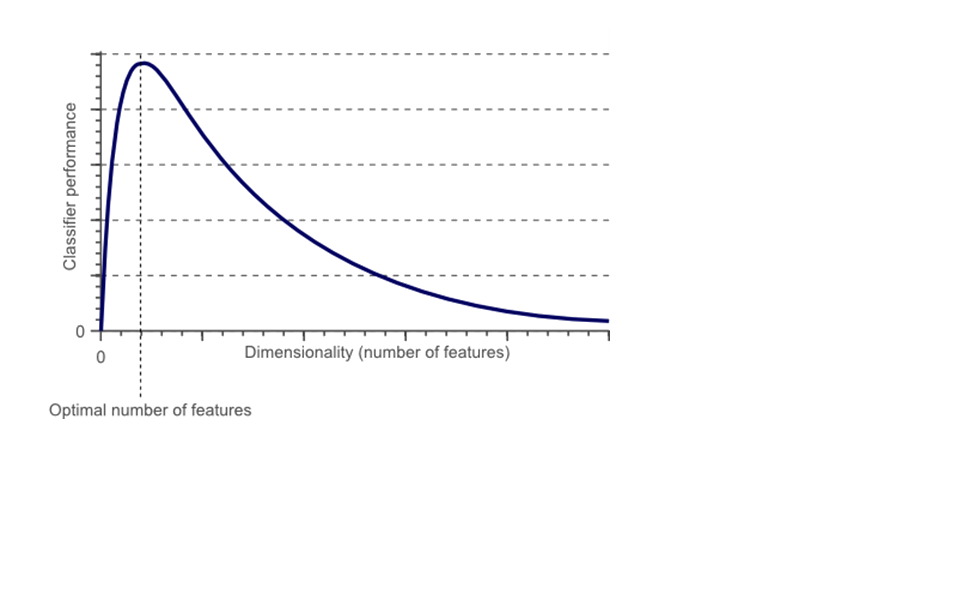 Classifier performance
0
0
Dimensionality (number of features)
Optimal number of features